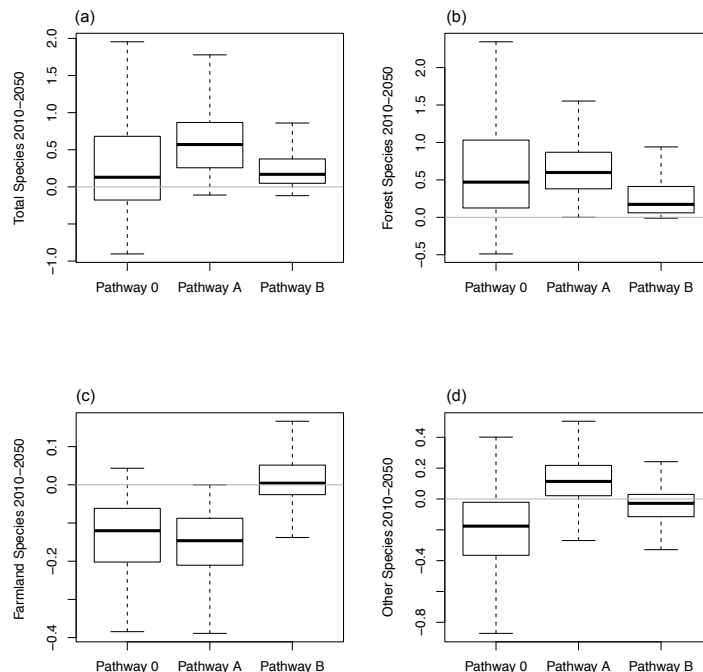 (a)
Total Species 2010−2050
2.0
1.5
1.0
0.5
0.0
−1.0
Pathway 0 Pathway A Pathway B
(b)
Forest Species 2010−2050
2.0
1.5
1.0
0.5
0.0
−0.5
Pathway 0 Pathway A Pathway B
(c)
Farmland Species 2010−2050
0.1
0.0
−0.2
−0.4
Pathway 0 Pathway A Pathway B
(d)
Other Species 2010−2050
0.4
0.2
0.0
−0.4
−0.8
Pathway 0 Pathway A Pathway B